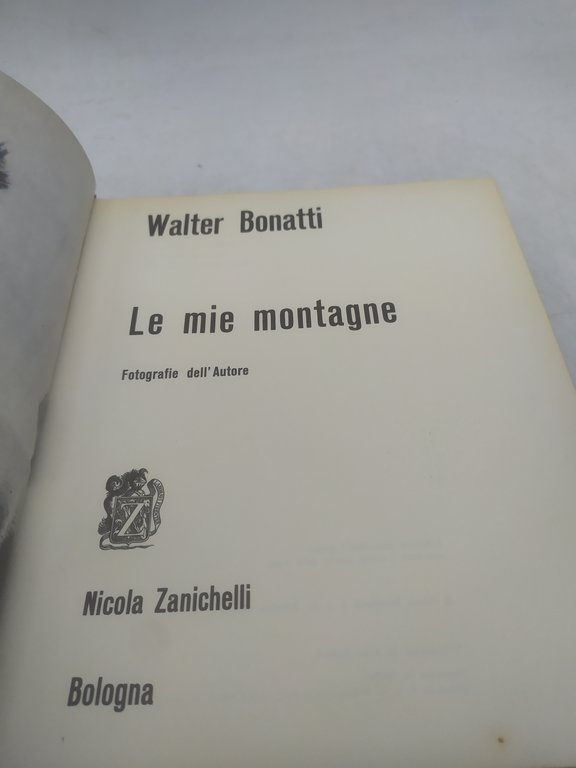 Walter Bonatti
Le mie montagne
Fotografie dell'Autore
Z
Nicola Zanichelli
Bologna